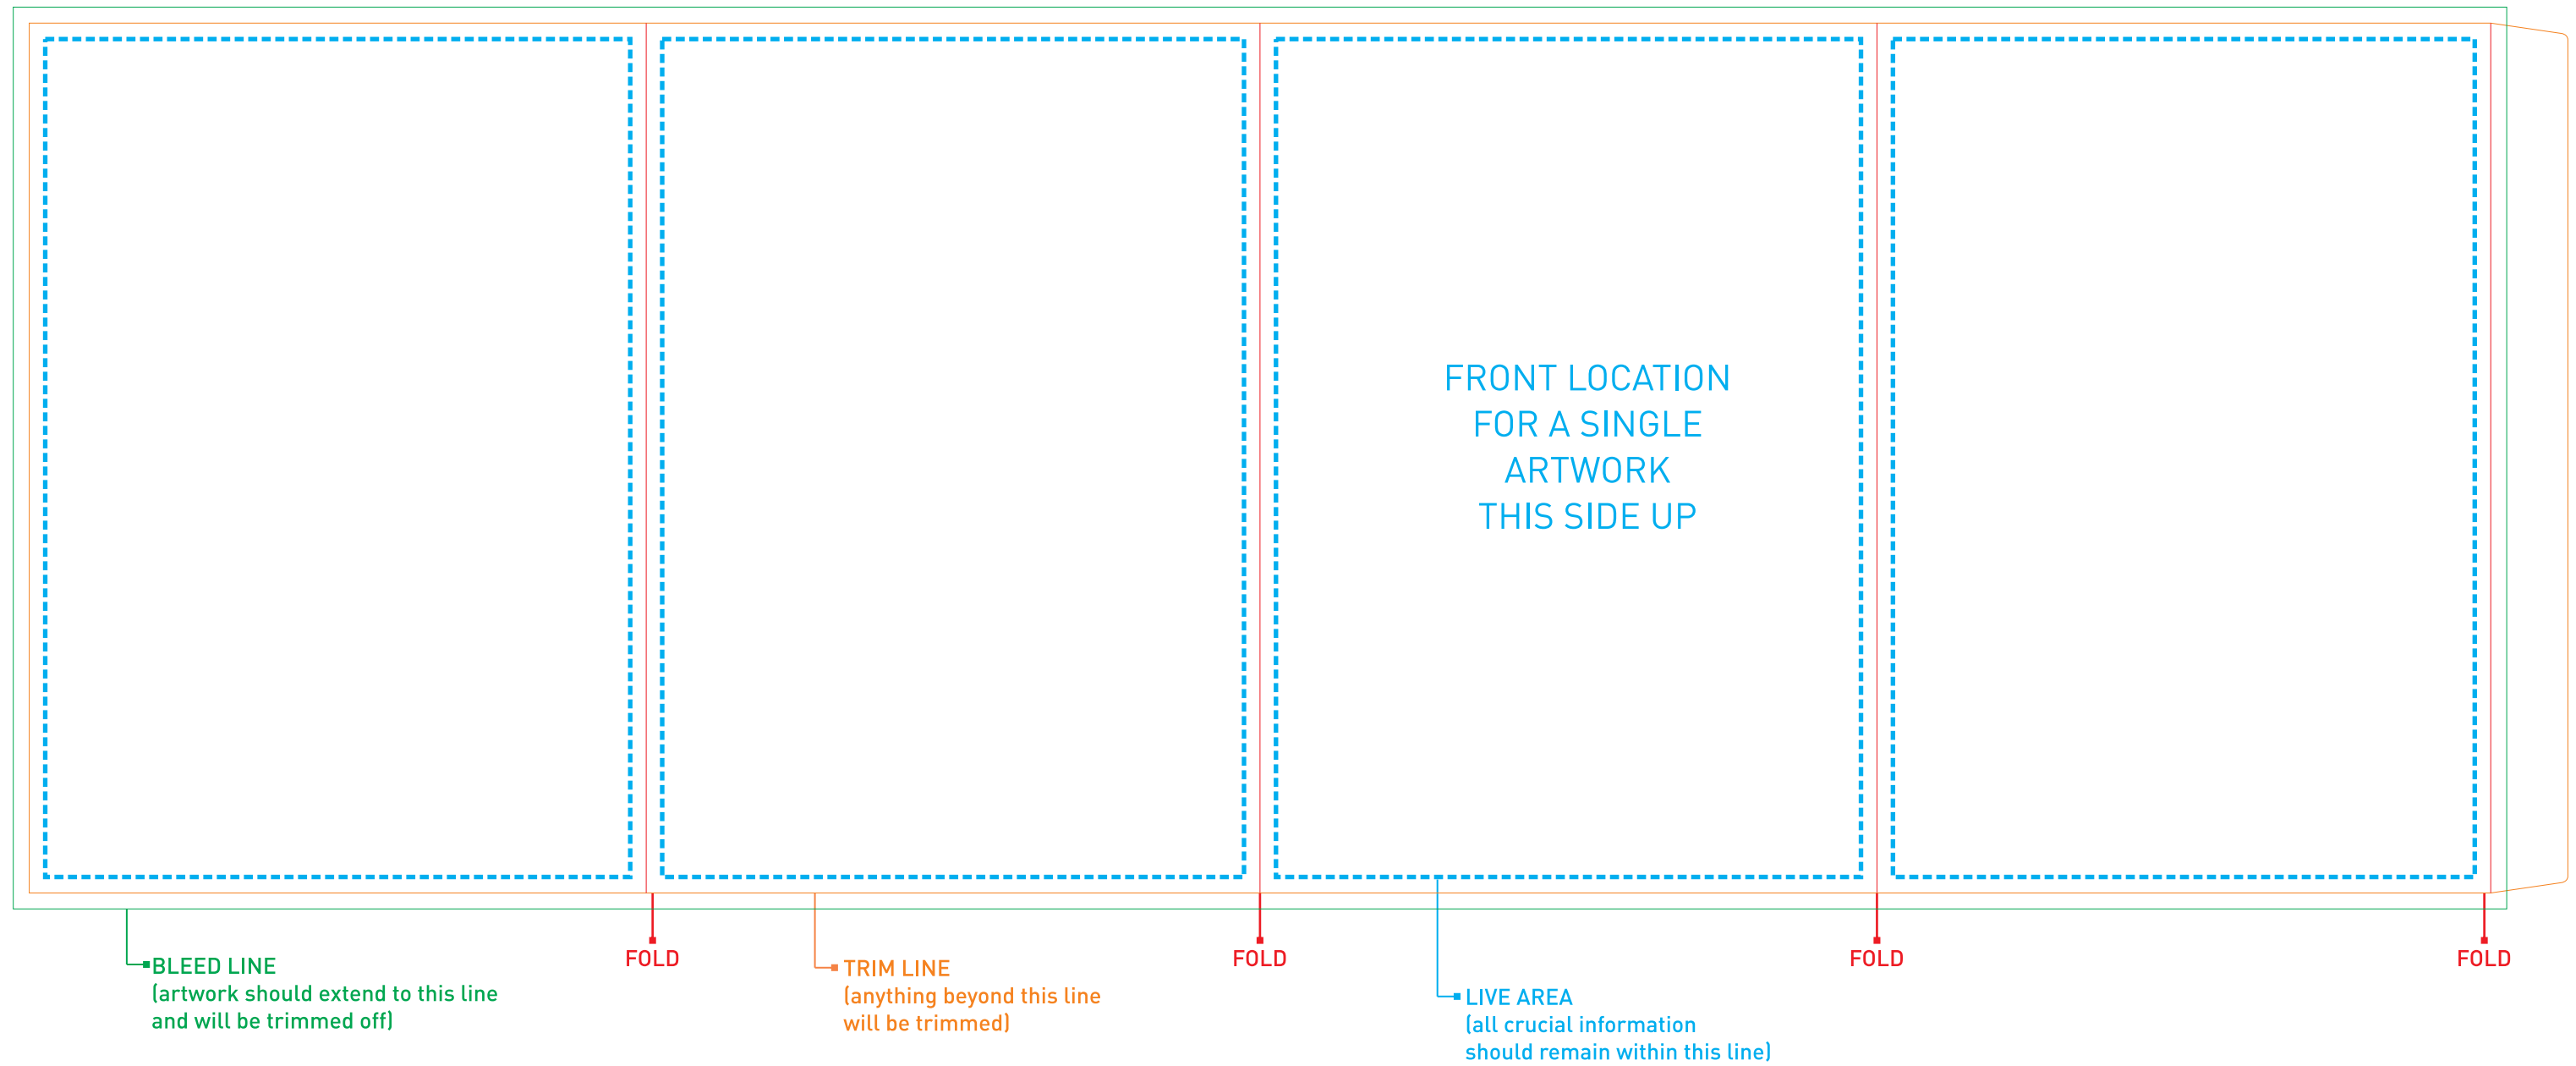 FRONT LOCATION
FOR A SINGLE
ARTWORK
THIS SIDE UP
BLEED LINE
(artwork should extend to this line
and will be trimmed off)
FOLD
TRIM LINE
(anything beyond this line
will be trimmed)
FOLD
LIVE AREA
(all crucial information
should remain within this line)
FOLD
FOLD